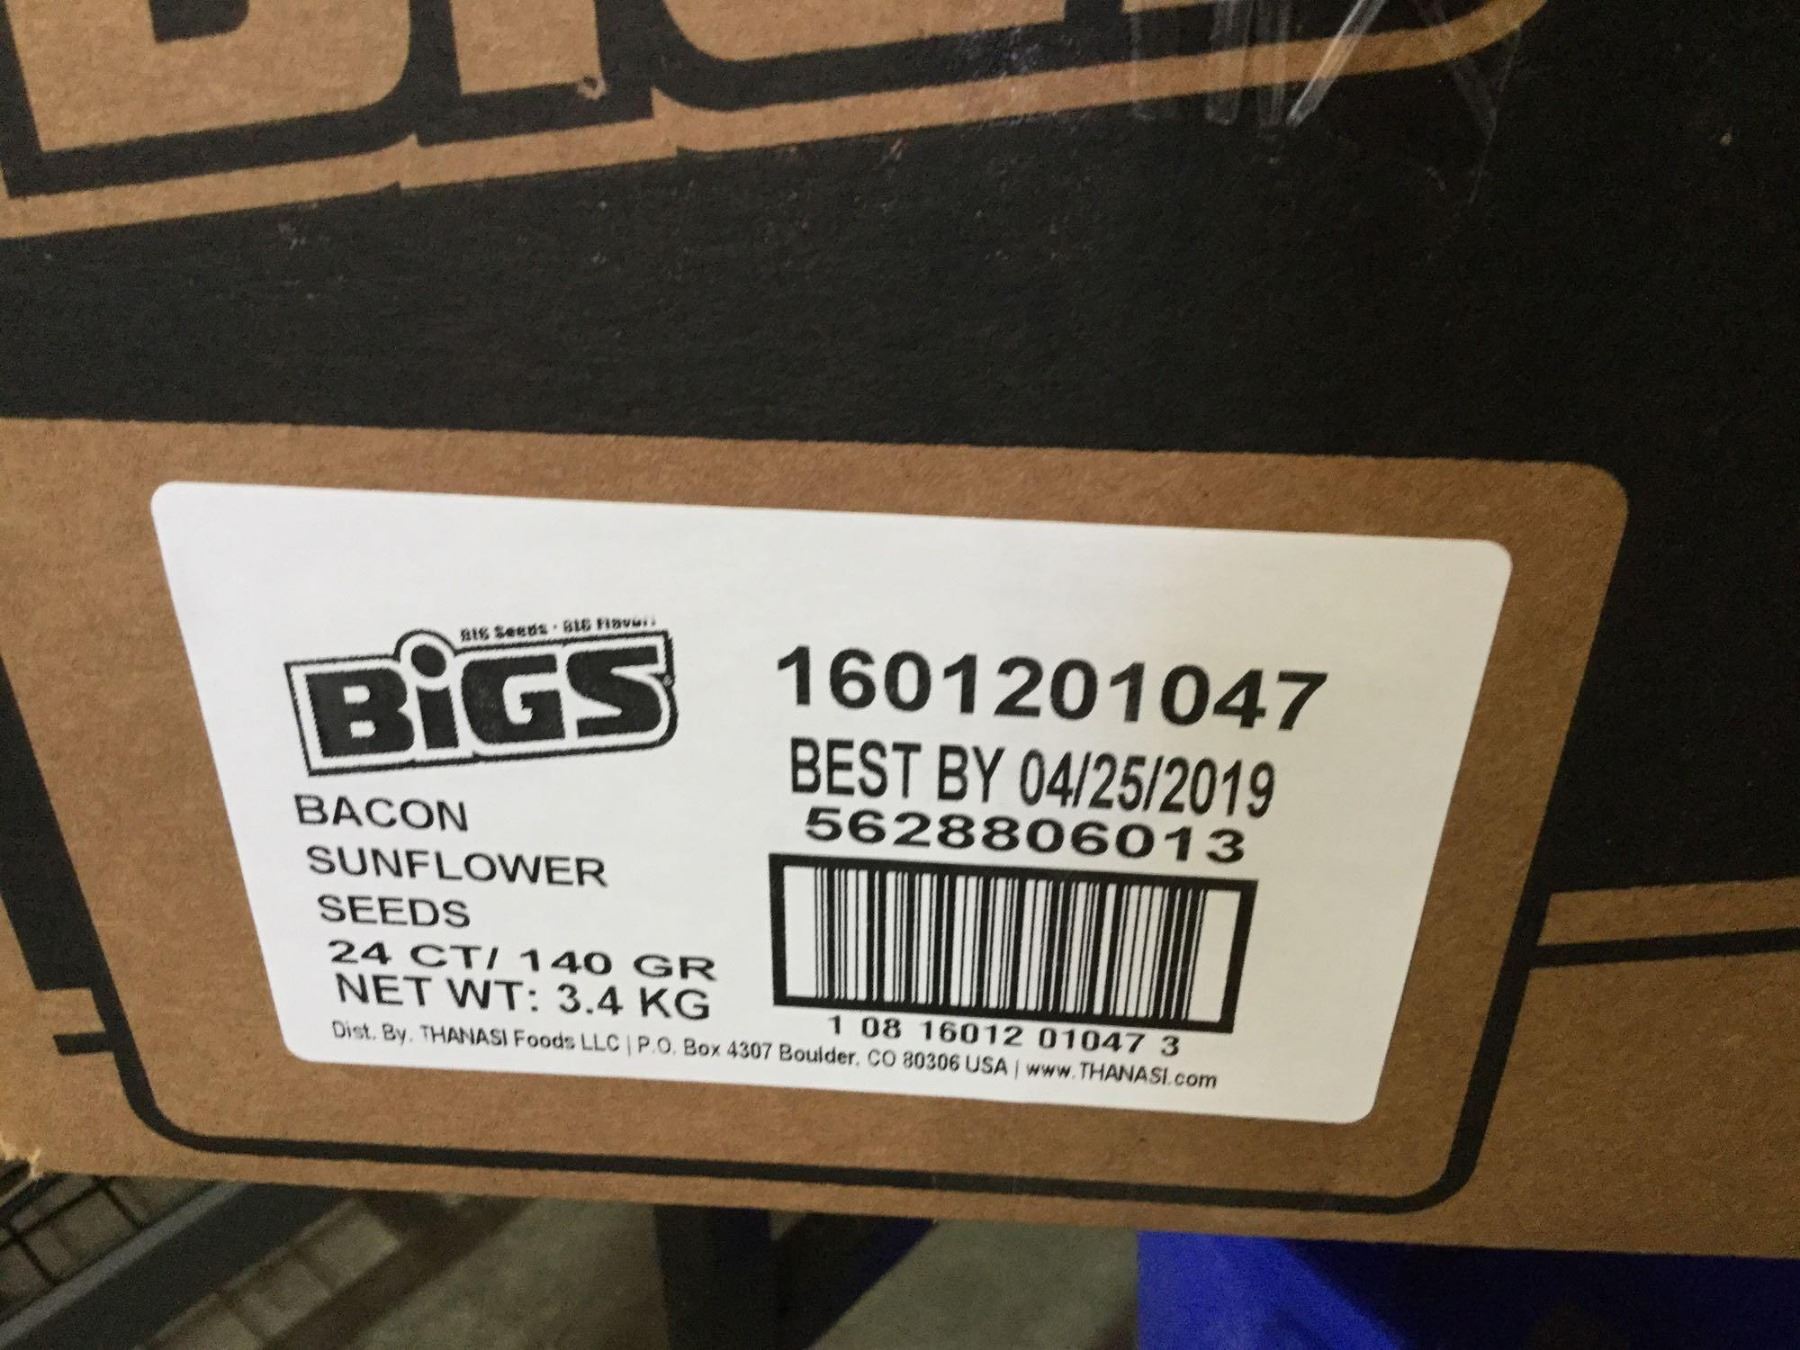 BIG Seeds · BIG Flavor!
BiGS
BACON
SUNFLOWER
SEEDS
24 CT/ 140 GR
NET WT: 3.4 KG
1601201047
BEST BY 04/25/2019
5628806013
1 08 16012 01047 3
Dist. By. THANASI Foods LLC | P.O. Box 4307 Boulder, CO 80306 USA | www.THANASI.com